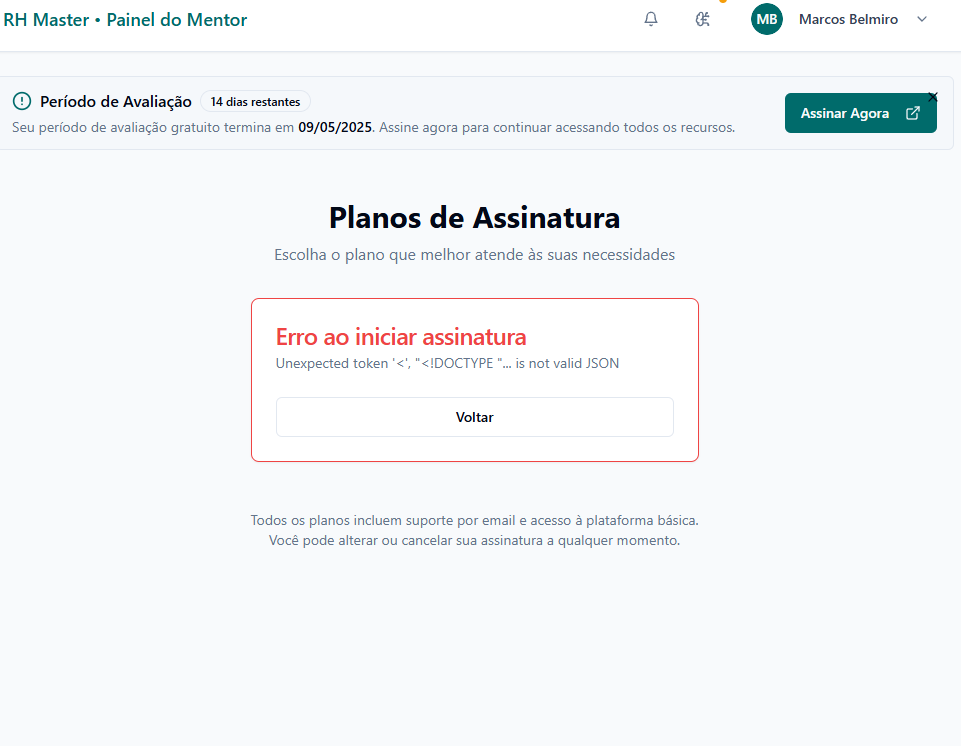 RH Master • Painel do Mentor
MB
Marcos Belmiro
Período de Avaliação
14 dias restantes
Seu período de avaliação gratuito termina em 09/05/2025. Assine agora para continuar acessando todos os recursos.
Assinar Agora
Planos de Assinatura
Escolha o plano que melhor atende às suas necessidades
Erro ao iniciar assinatura
Unexpected token '<', "<!DOCTYPE "... is not valid JSON
Voltar
Todos os planos incluem suporte por email e acesso à plataforma básica.
Você pode alterar ou cancelar sua assinatura a qualquer momento.